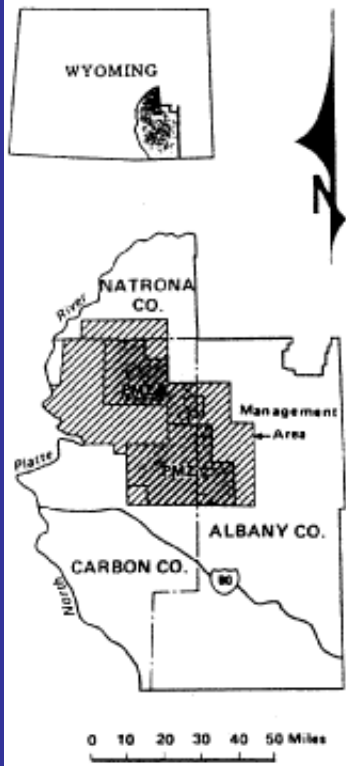 WYOMING
N
NATRONA
CO.
River
Management
Area
PMZ
Platte
ALBANY CO.
CARBON CO.
80
North
0 10 20 30 40 50 Miles